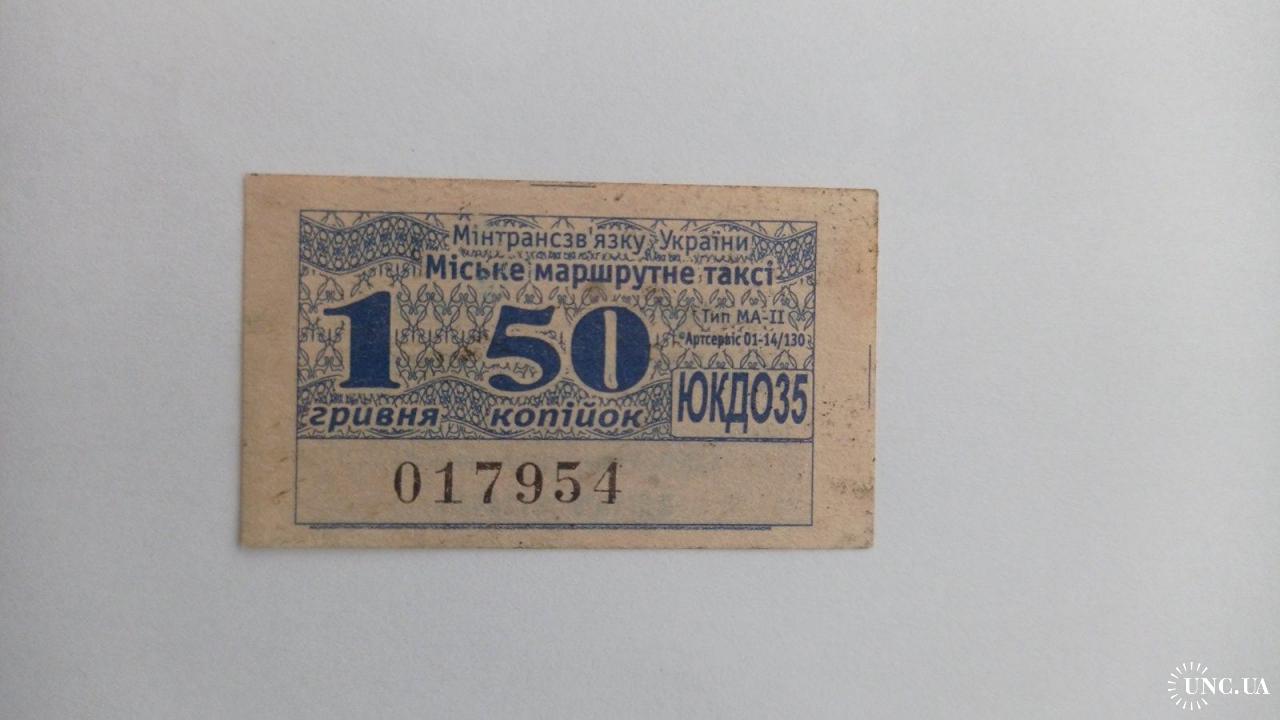 Мінтрансзв'язку України
Міське маршрутне таксі
1 50
гривня копійок
Тип МА-II
Артсервіс 01-14/130
ЮКДО35
017954
UNC.UA